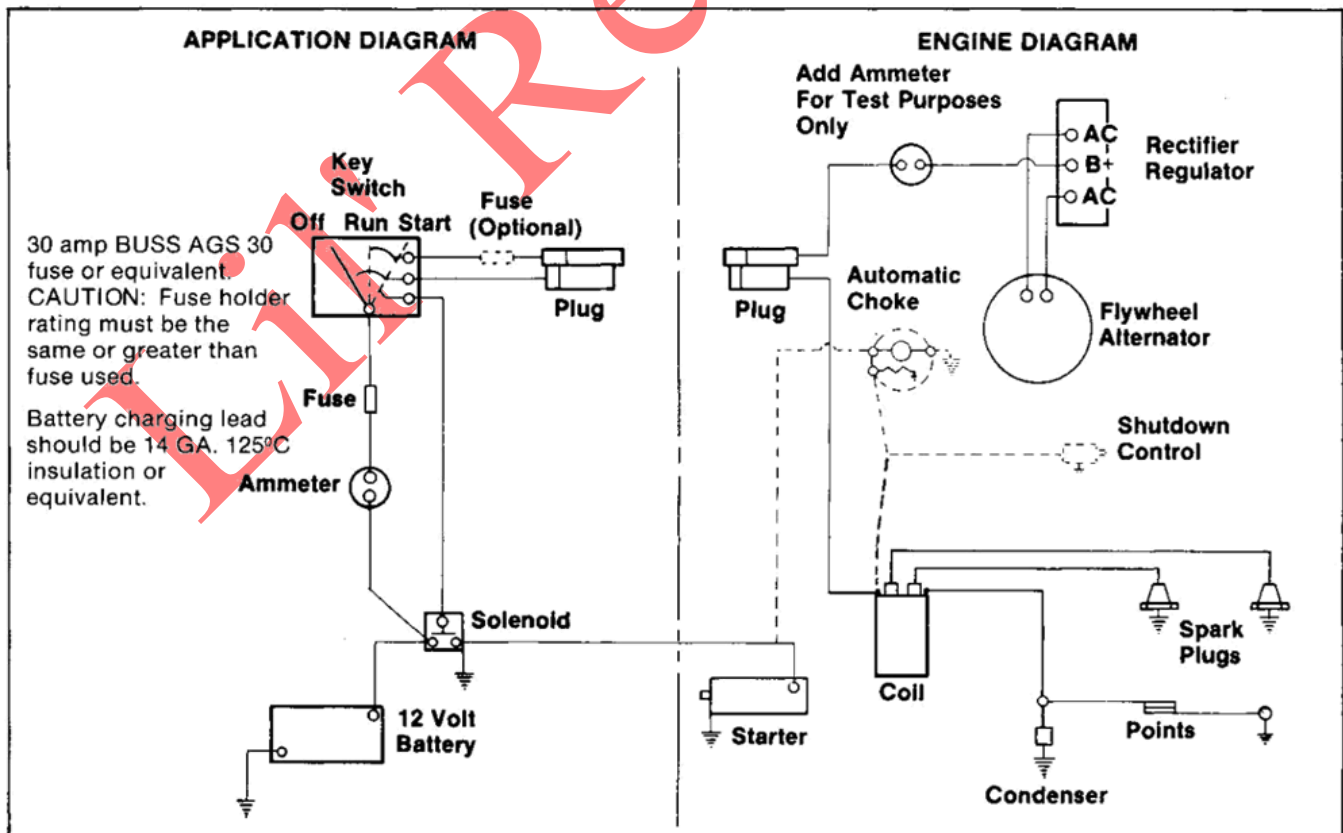 APPLICATION DIAGRAM
ENGINE DIAGRAM
Add Ammeter
For Test Purposes
Only
AC
B+
AC
Rectifier
Regulator
Key
Switch
Off Run Start
Fuse
(Optional)
Plug
30 amp BUSS AGS 30
fuse or equivalent.
CAUTION: Fuse holder
rating must be the
same or greater than
fuse used.
Battery charging lead
should be 14 GA. 125°C
insulation or
equivalent.
Fuse
Ammeter
Solenoid
12 Volt
Battery
Plug
Automatic
Choke
Flywheel
Alternator
Shutdown
Control
Spark
Plugs
Coil
Starter
Points
Condenser
Lil' Re